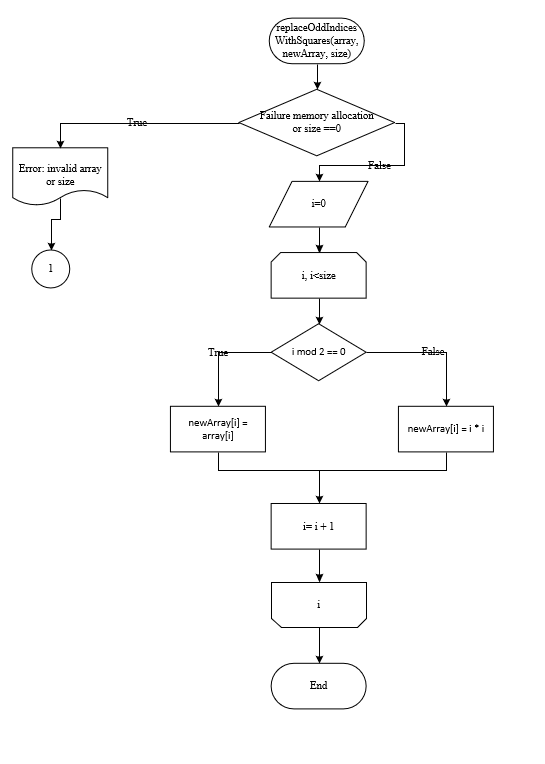 replaceOddIndices
WithSquares(array,
newArray, size)
Failure memory allocation
or size ==0
True
False
Error: invalid array
or size
i=0
1
i, i<size
i mod 2 == 0
True
False
newArray[i] =
array[i]
newArray[i] = i * i
i= i + 1
i
End